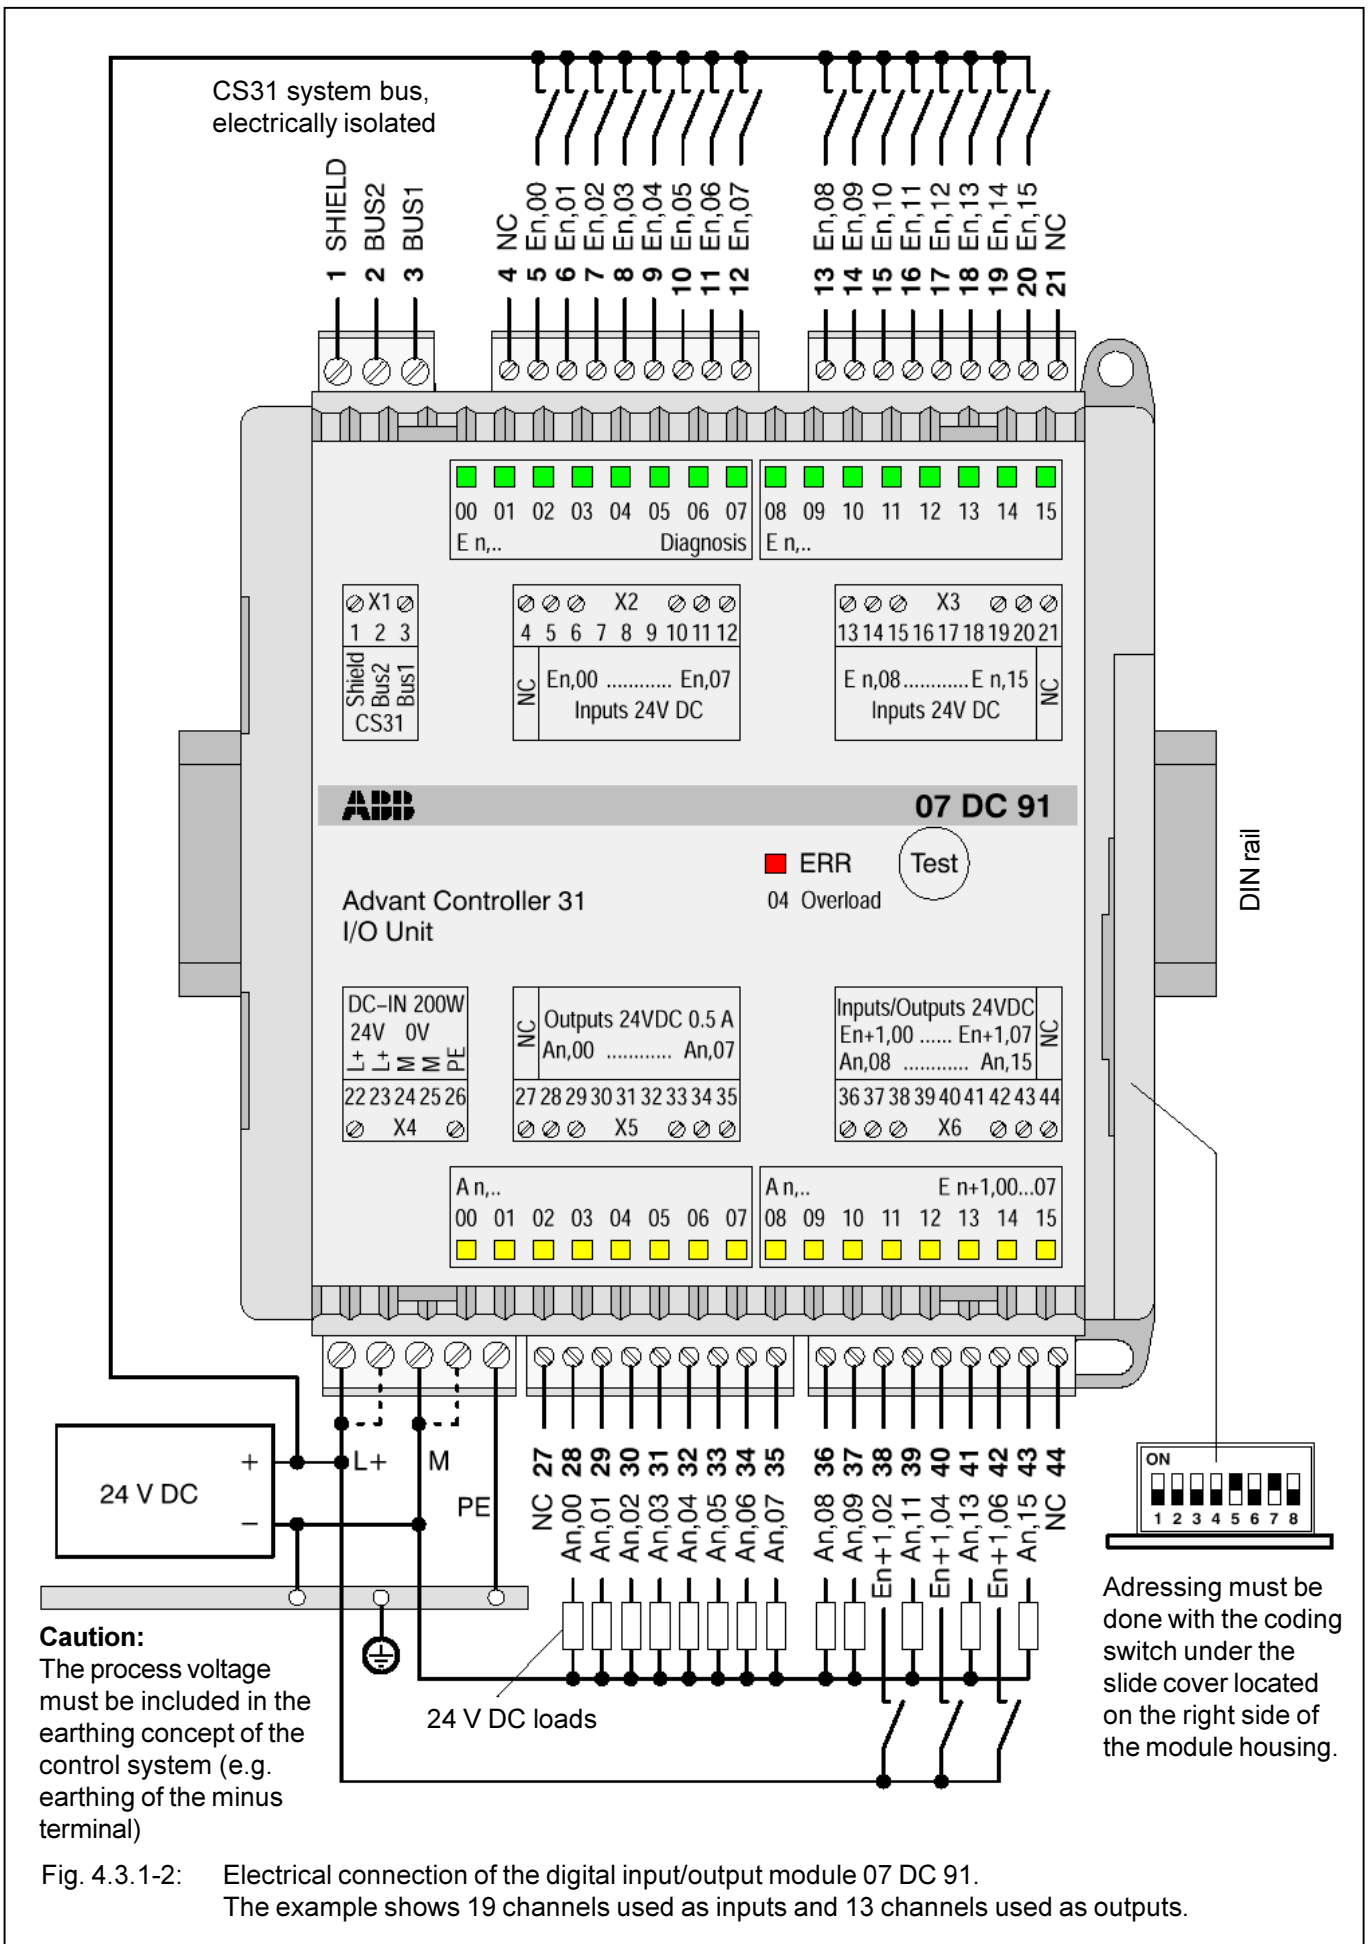 CS31 system bus,
electrically isolated
1 SHIELD
2 BUS2
3 BUS1
4 NC
5 En,00
6 En,01
7 En,02
8 En,03
9 En,04
10 En,05
11 En,06
12 En,07
13 En,08
14 En,09
15 En,10
16 En,11
17 En,12
18 En,13
19 En,14
20 En,15
21 NC
00 01 02 03 04 05 06 07
E n,.. Diagnosis
08 09 10 11 12 13 14 15
E n,..
X1
1 2 3
Shield
Bus2
Bus1
CS31
X2
4 5 6 7 8 9 10 11 12
NC
En,00 ............ En,07
Inputs 24V DC
X3
13 14 15 16 17 18 19 20 21
E n,08............E n,15
Inputs 24V DC
NC
ABB
07 DC 91
ERR
Test
04 Overload
Advant Controller 31
I/O Unit
DIN rail
DC–IN 200W
24V 0V
L+
L+
M
M
PE
22 23 24 25 26
X4
NC
Outputs 24VDC 0.5 A
An,00 ............ An,07
27 28 29 30 31 32 33 34 35
X5
Inputs/Outputs 24VDC
En+1,00 ...... En+1,07
An,08 ............ An,15
NC
36 37 38 39 40 41 42 43 44
X6
A n,..
00 01 02 03 04 05 06 07
A n,.. E n+1,00...07
08 09 10 11 12 13 14 15
24 V DC
+
–
L+
M
PE
NC 27
An,00 28
An,01 29
An,02 30
An,03 31
An,04 32
An,05 33
An,06 34
An,07 35
An,08 36
An,09 37
En+1,02 38
An,11 39
En+1,04 40
An,13 41
En+1,06 42
An,15 43
NC 44
24 V DC loads
ON
1 2 3 4 5 6 7 8
Adressing must be
done with the coding
switch under the
slide cover located
on the right side of
the module housing.
Caution:
The process voltage
must be included in the
earthing concept of the
control system (e.g.
earthing of the minus
terminal)
Fig. 4.3.1-2: Electrical connection of the digital input/output module 07 DC 91.
The example shows 19 channels used as inputs and 13 channels used as outputs.